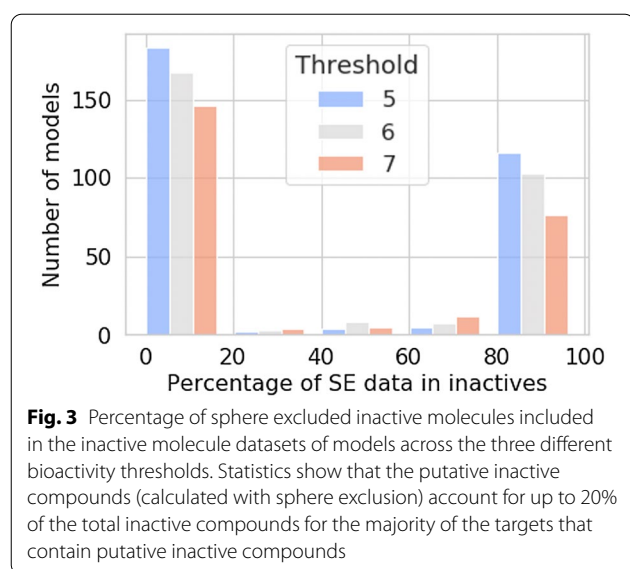 Threshold
5
6
7
Number of models
150
100
50
0
0 20 40 60 80 100
Percentage of SE data in inactives
Fig. 3 Percentage of sphere excluded inactive molecules included
in the inactive molecule datasets of models across the three different
bioactivity thresholds. Statistics show that the putative inactive
compounds (calculated with sphere exclusion) account for up to 20%
of the total inactive compounds for the majority of the targets that
contain putative inactive compounds